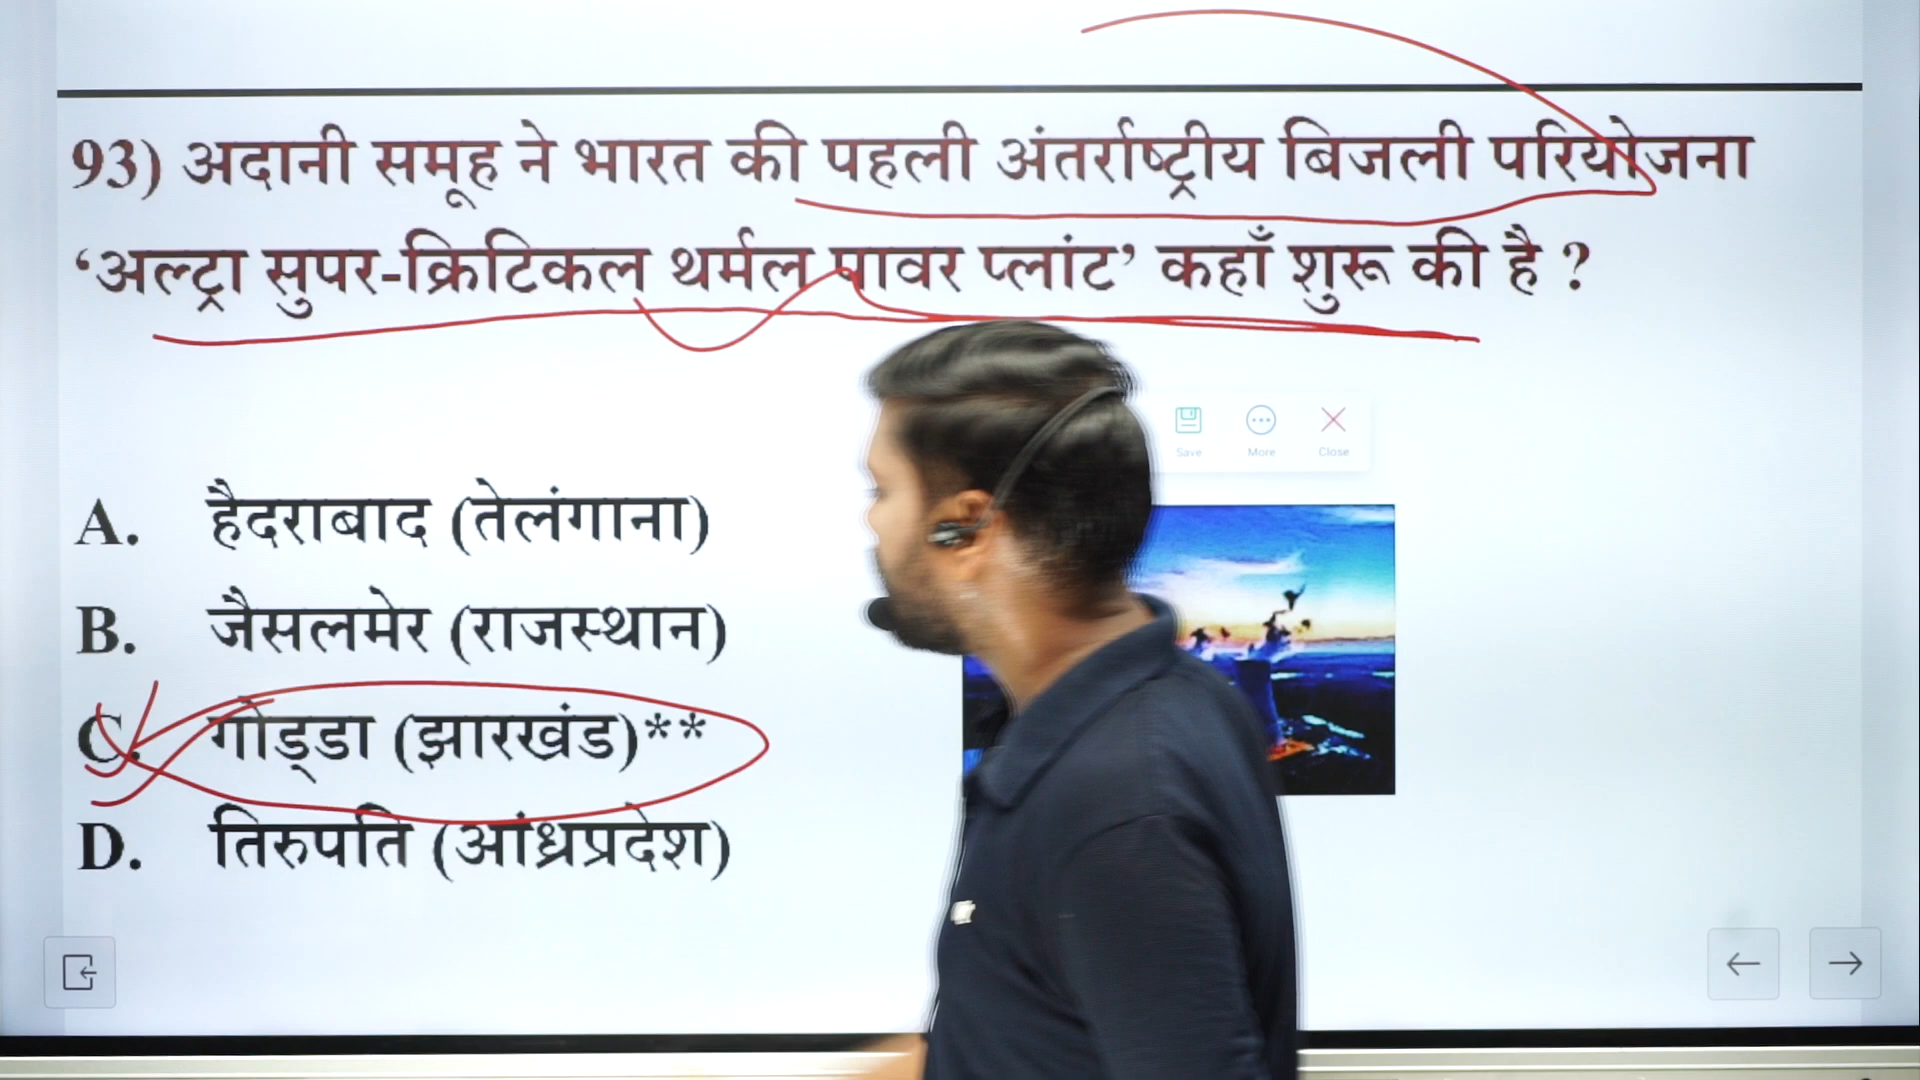 93) अदानी समूह ने भारत की पहली अंतर्राष्ट्रीय बिजली परियोजना
‘अल्ट्रा सुपर-क्रिटिकल थर्मल पावर प्लांट’ कहाँ शुरू की है ?
Save More Close
A. हैदराबाद (तेलंगाना)
B. जैसलमेर (राजस्थान)
C. गोड्डा (झारखंड)**
D. तिरुपति (आंध्रप्रदेश)